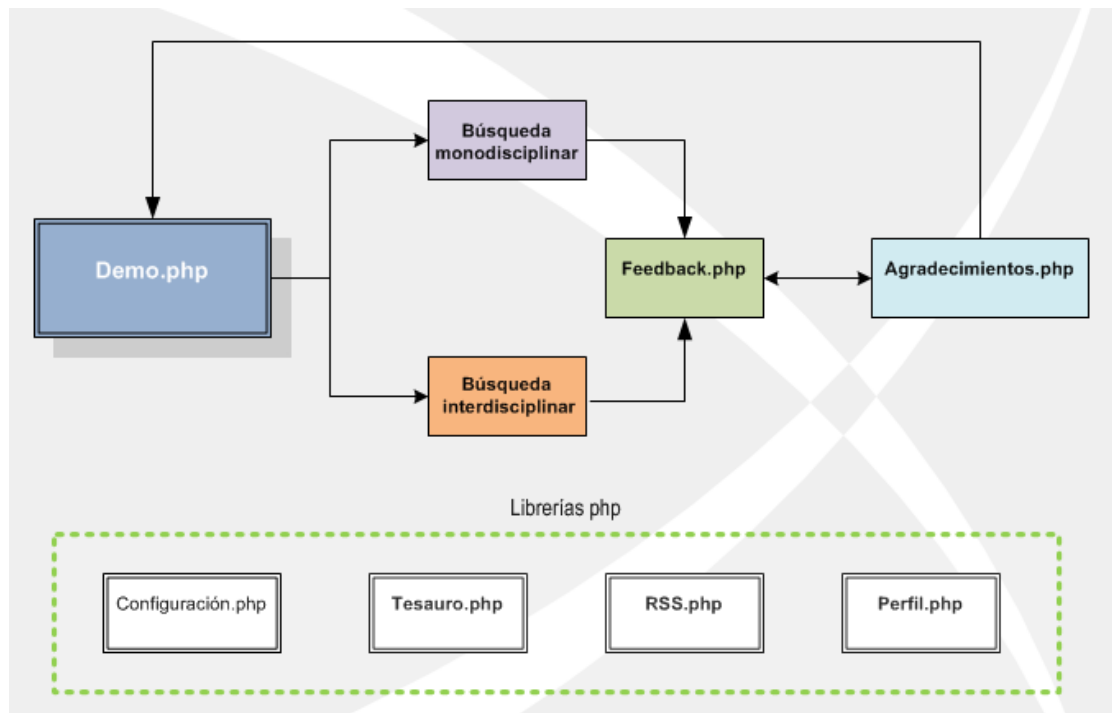 Búsqueda
monodisciplinar
Demo.php
Feedback.php
Agradecimientos.php
Búsqueda
interdisciplinar
Librerías php
Configuración.php
Tesauro.php
RSS.php
Perfil.php